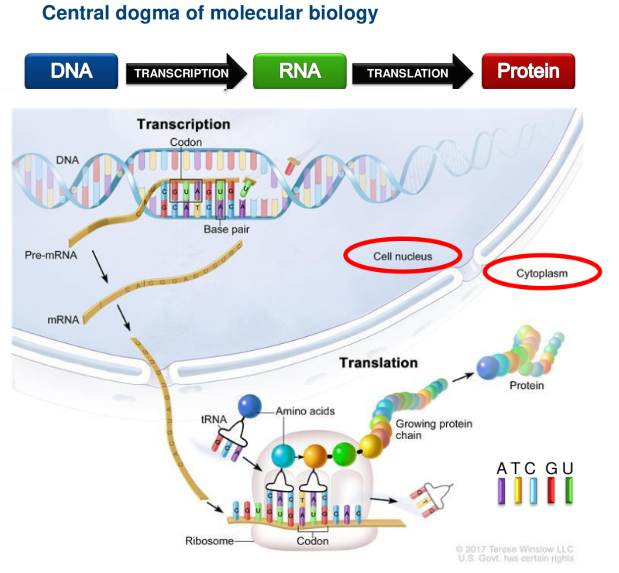 Central dogma of molecular biology
DNA
TRANSCRIPTION
RNA
TRANSLATION
Protein
Transcription
Codon
DNA
C G U A G U
U
G C A T C A C A
Base pair
Pre-mRNA
Cell nucleus
Cytoplasm
mRNA
Translation
Protein
tRNA
Amino acids
Growing protein
chain
A T C G U
C A C T A C
C G G U G U G A U G C A C
Ribosome
Codon
© 2017 Terese Winslow LLC
U.S. Govt. has certain rights